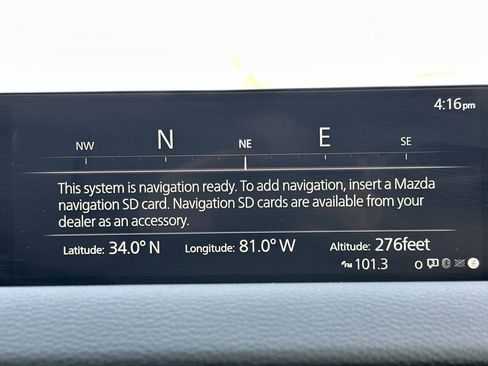 4:16pm
NW N NE E SE
This system is navigation ready. To add navigation, insert a Mazda
navigation SD card. Navigation SD cards are available from your
dealer as an accessory.
Latitude: 34.0° N Longitude: 81.0° W Altitude: 276feet
FM 101.3